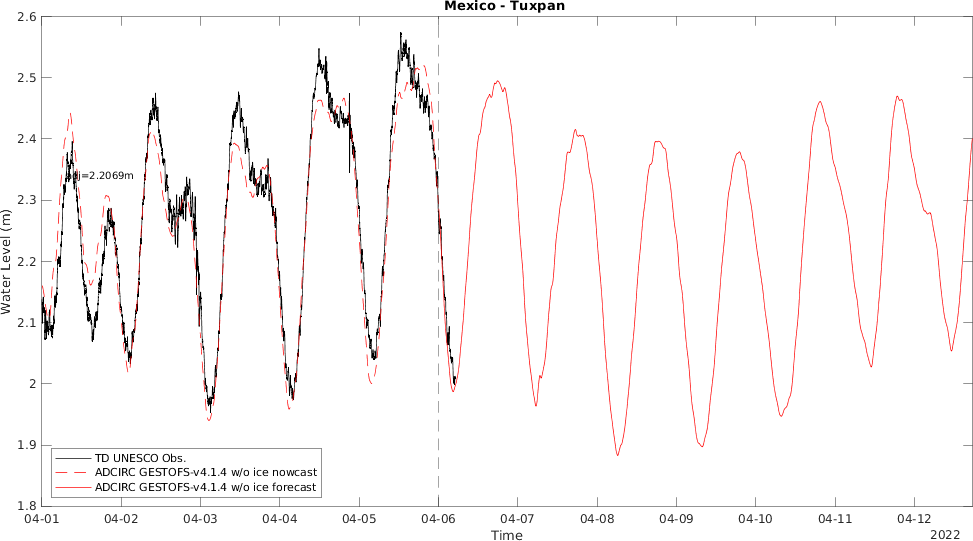 Mexico - Tuxpan
2.6
2.5
2.4
2.3
2.2
2.1
2
1.9
1.8
Water Level (m)
adj=2.2069m
TD UNESCO Obs.
ADCIRC GESTOFS-v4.1.4 w/o ice nowcast
ADCIRC GESTOFS-v4.1.4 w/o ice forecast
04-01 04-02 04-03 04-04 04-05 04-06 04-07 04-08 04-09 04-10 04-11 04-12
Time
2022